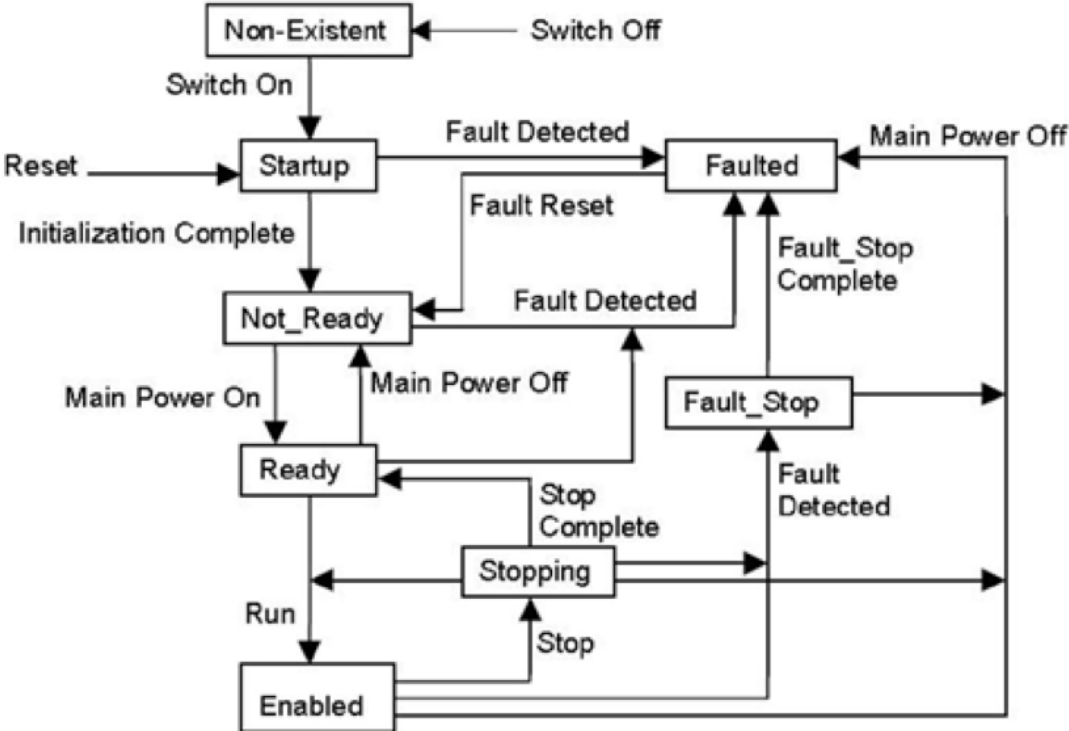 Non-Existent
Switch Off
Switch On
Fault Detected
Main Power Off
Reset
Startup
Faulted
Fault Reset
Initialization Complete
Fault_Stop
Complete
Not_Ready
Fault Detected
Main Power On
Main Power Off
Fault_Stop
Ready
Fault
Detected
Stop
Complete
Stopping
Run
Stop
Enabled